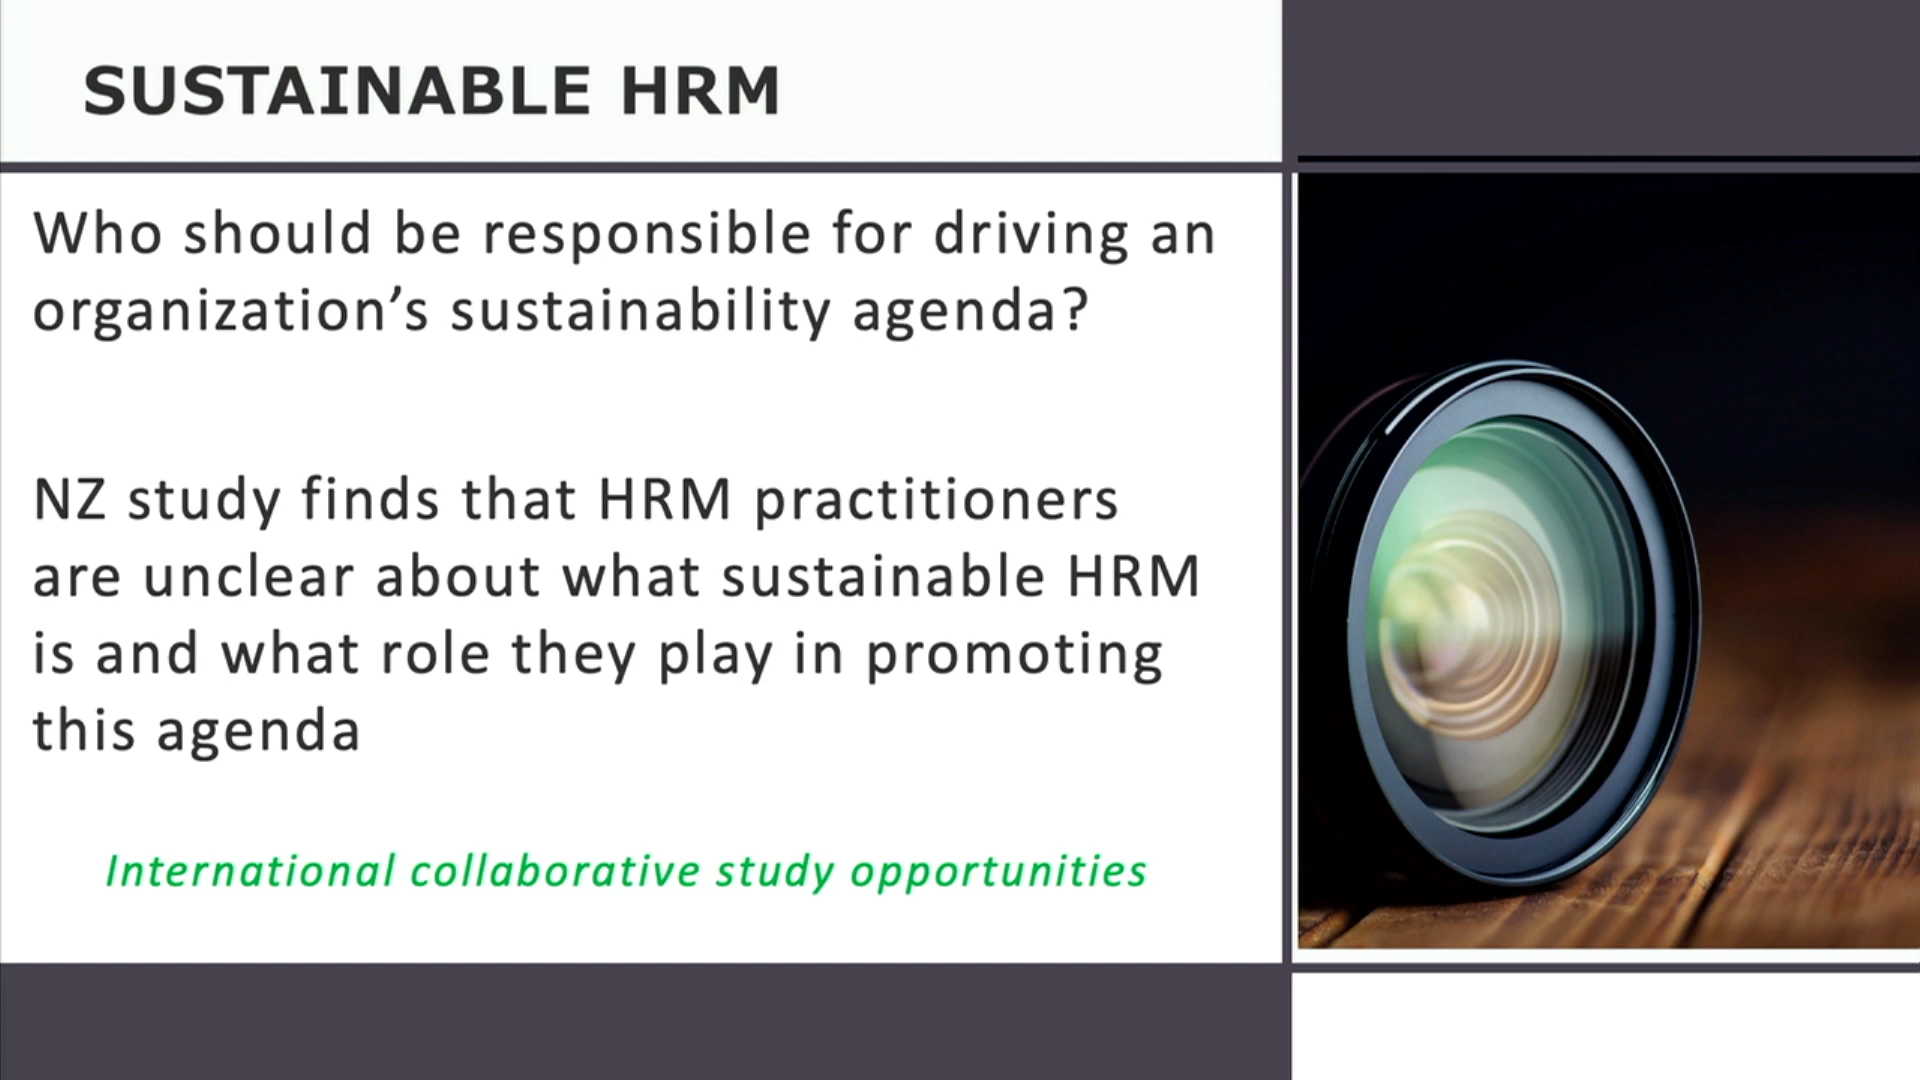 SUSTAINABLE HRM
Who should be responsible for driving an
organization’s sustainability agenda?
NZ study finds that HRM practitioners
are unclear about what sustainable HRM
is and what role they play in promoting
this agenda
International collaborative study opportunities